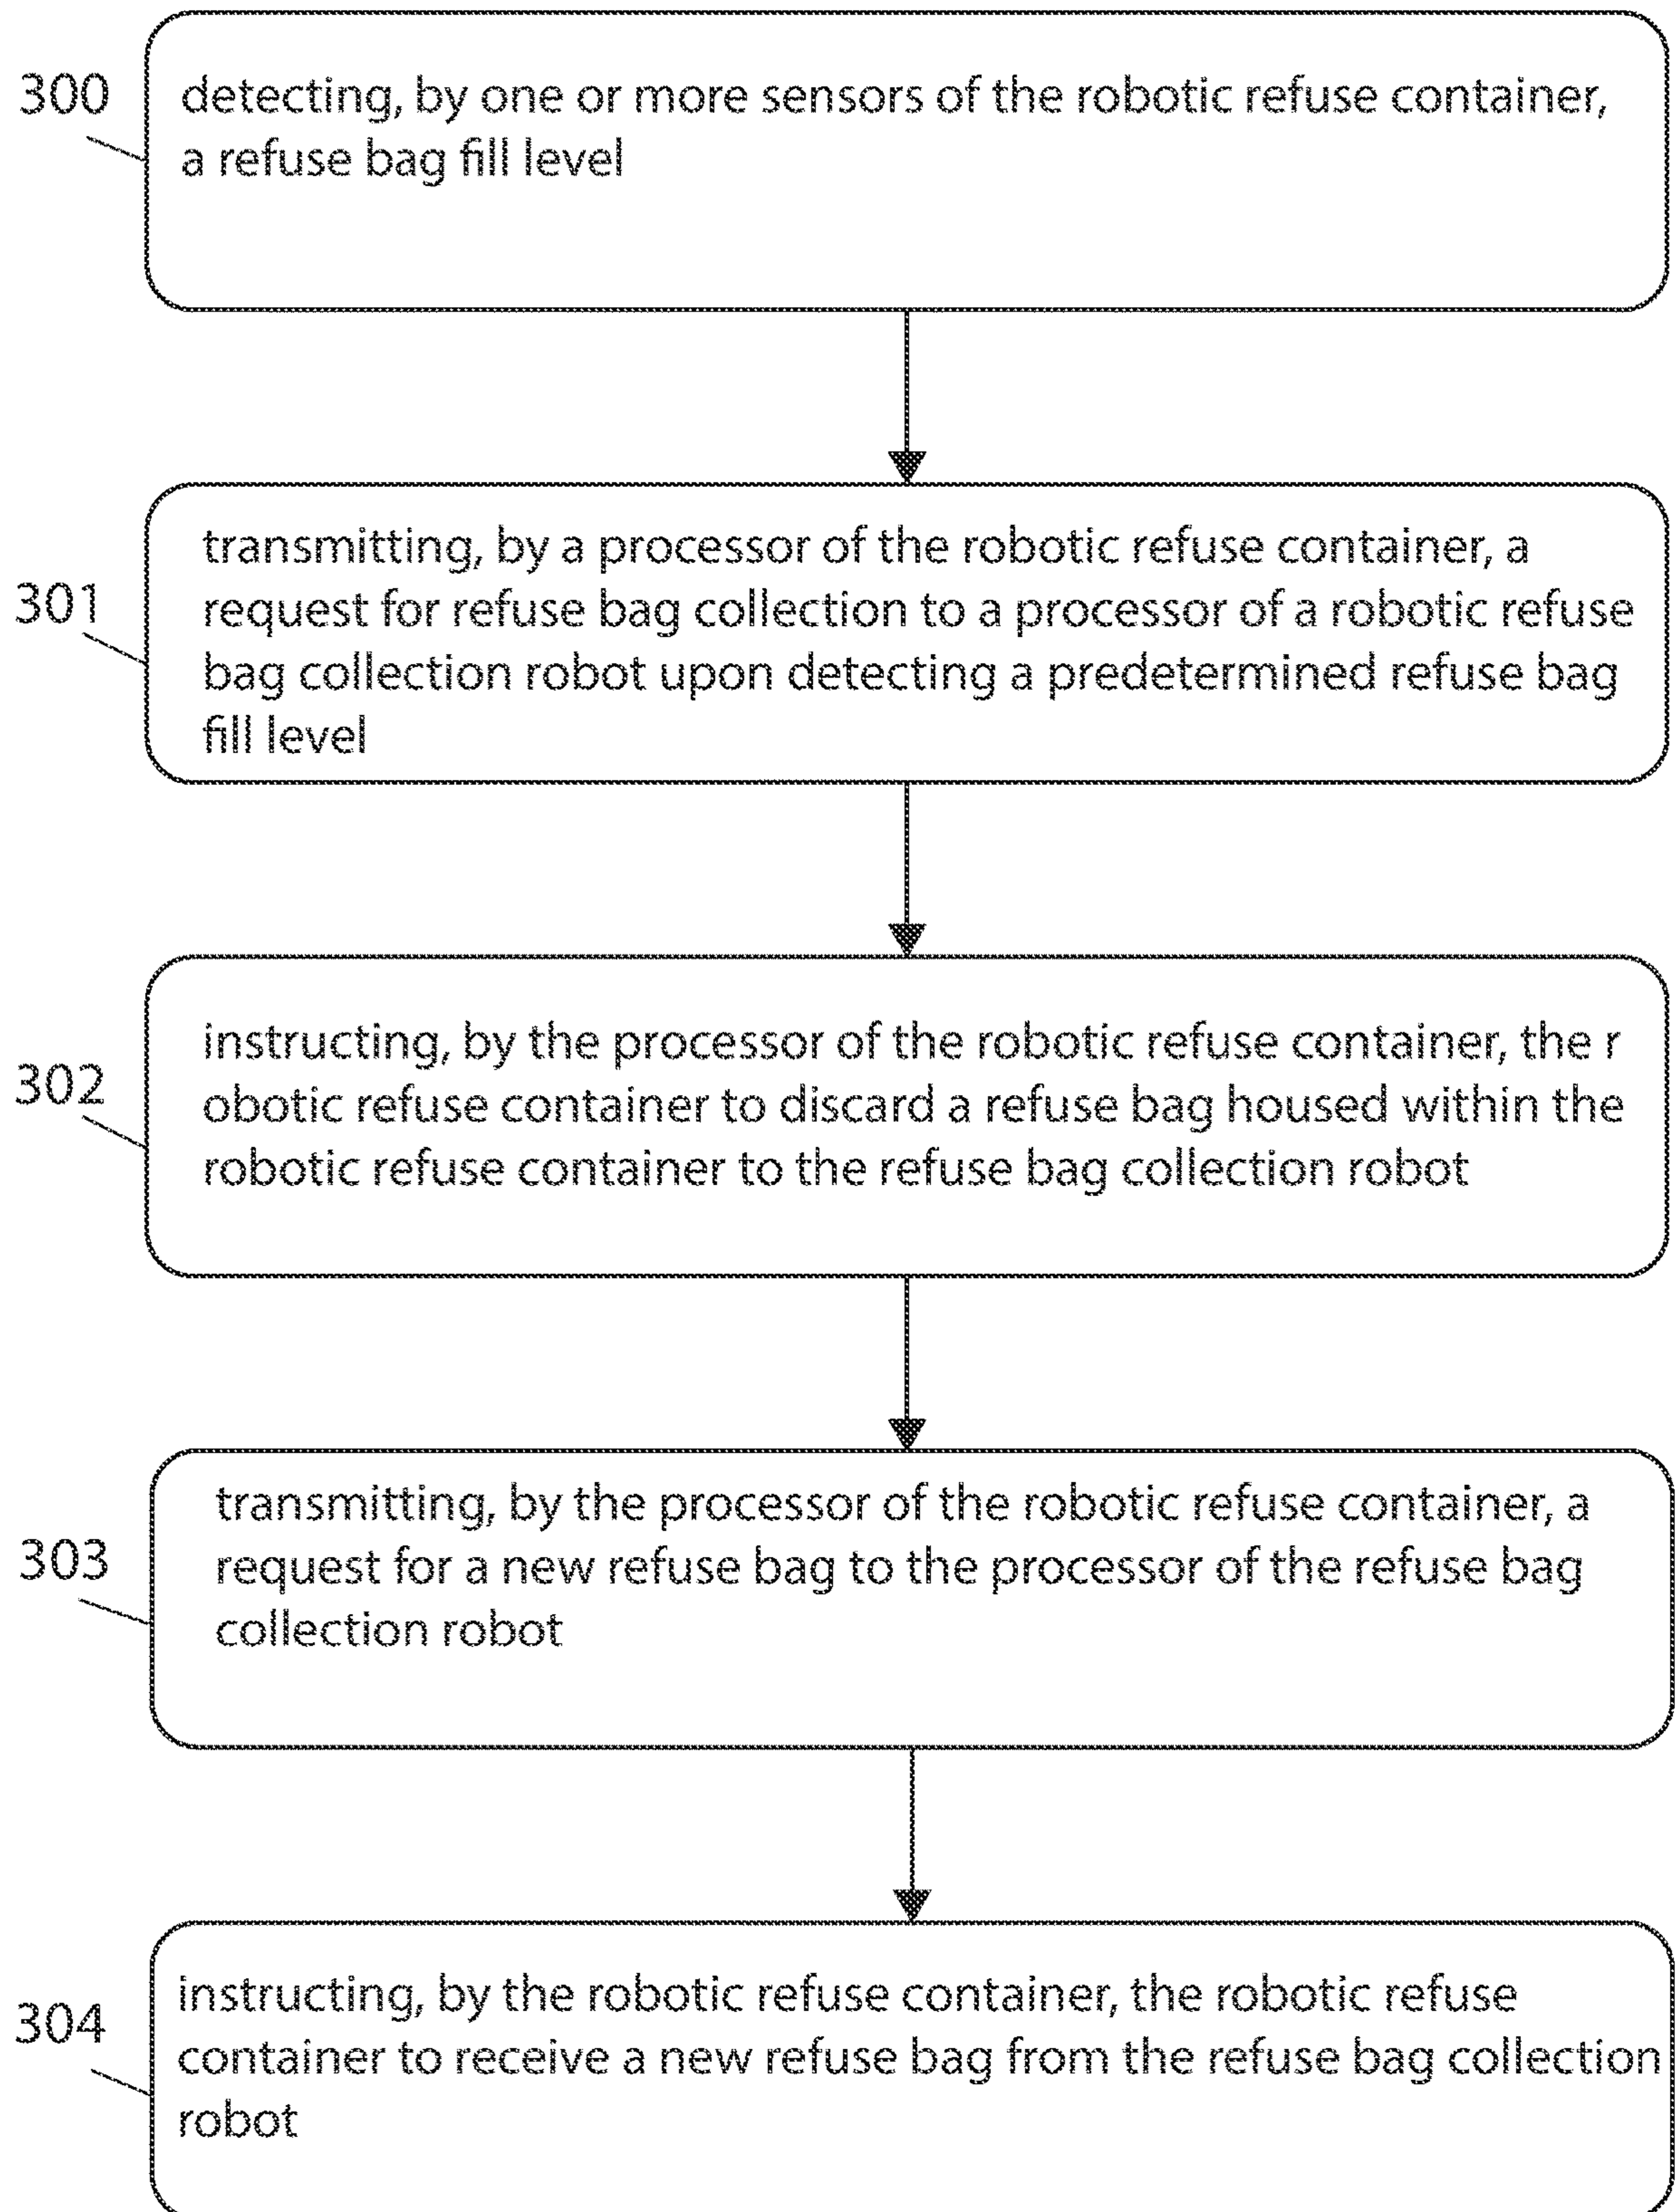 300
detecting, by one or more sensors of the robotic refuse container,
a refuse bag fill level
301
transmitting, by a processor of the robotic refuse container, a
request for refuse bag collection to a processor of a robotic refuse
bag collection robot upon detecting a predetermined refuse bag
fill level
302
instructing, by the processor of the robotic refuse container, the r
obotic refuse container to discard a refuse bag housed within the
robotic refuse container to the refuse bag collection robot
303
transmitting, by the processor of the robotic refuse container, a
request for a new refuse bag to the processor of the refuse bag
collection robot
304
instructing, by the robotic refuse container, the robotic refuse
container to receive a new refuse bag from the refuse bag collection
robot